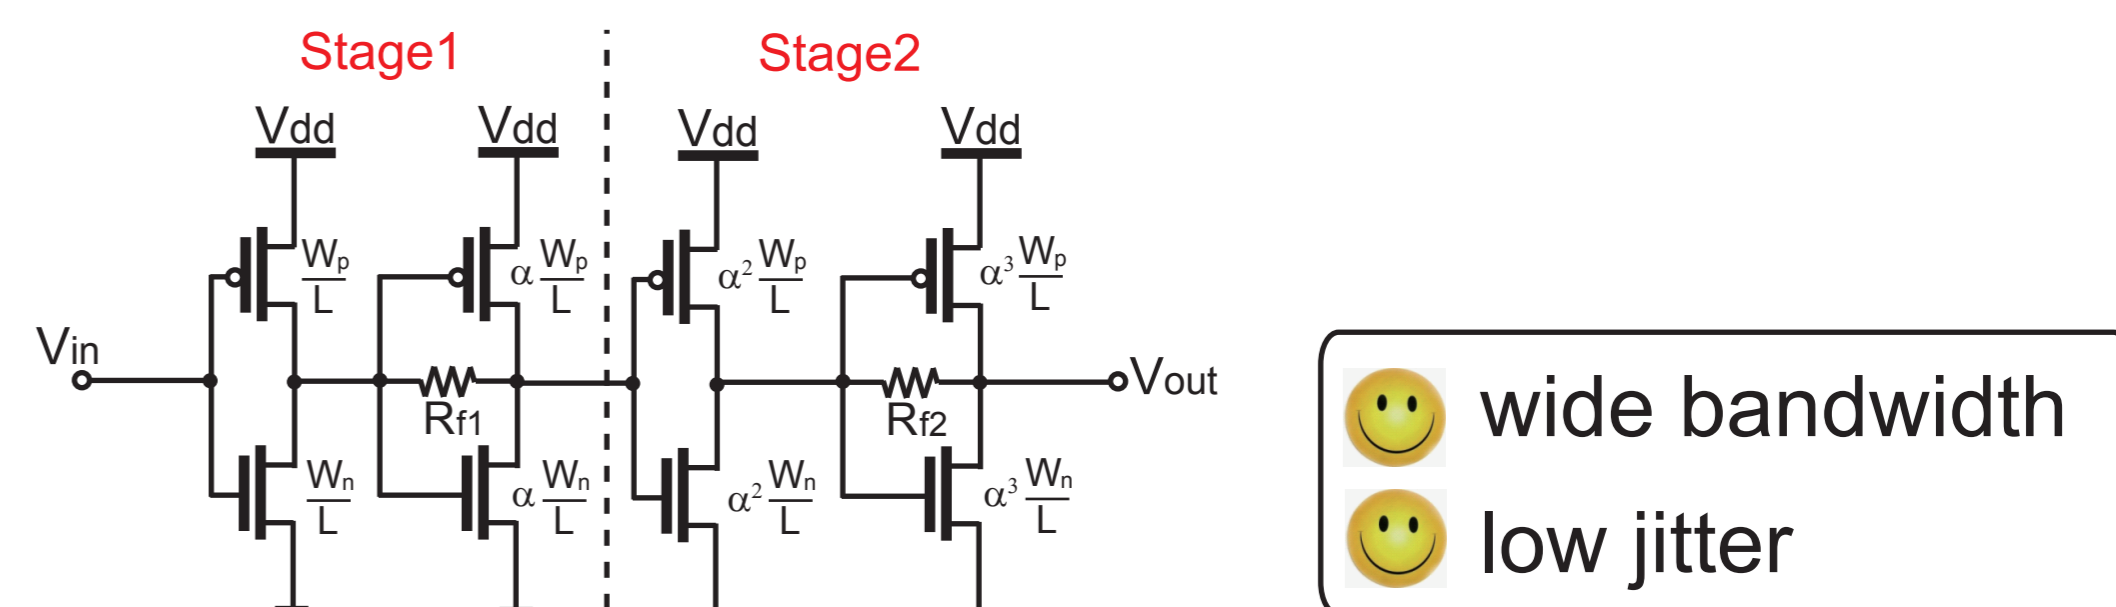 Stage1
Stage2
Vdd
Vdd
Vdd
Vdd
Wp
L
α Wp
L
α² Wp
L
α³ Wp
L
Vin
Vout
Rf1
Rf2
Wn
L
α Wn
L
α² Wn
L
α³ Wn
L
wide bandwidth
low jitter